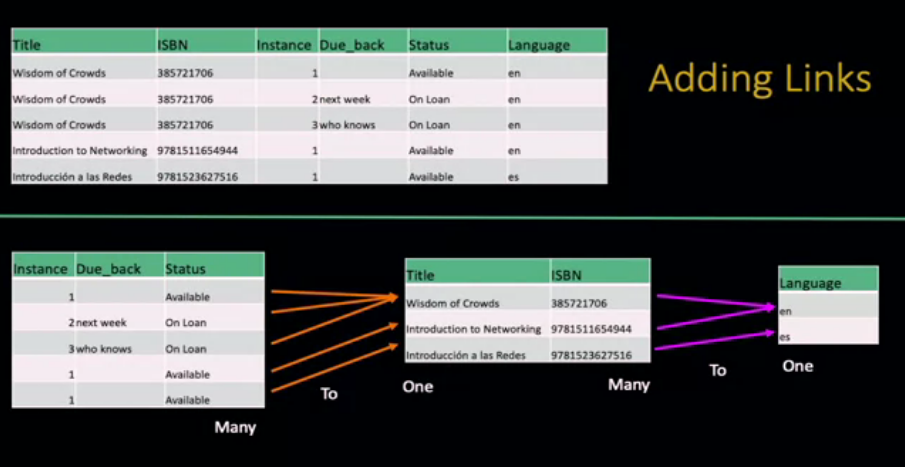 Adding Links
Title ISBN Instance Due_back Status Language
Wisdom of Crowds 385721706 1 Available en
Wisdom of Crowds 385721706 2 next week On Loan en
Wisdom of Crowds 385721706 3 who knows On Loan en
Introduction to Networking 9781511654944 1 Available en
Introducción a las Redes 9781523627516 1 Available es
Instance Due_back Status
1 Available
2 next week On Loan
3 who knows On Loan
1 Available
1 Available
Many
To
Title ISBN
Wisdom of Crowds 385721706
Introduction to Networking 9781511654944
Introducción a las Redes 9781523627516
One
Many
To
Language
en
es
One